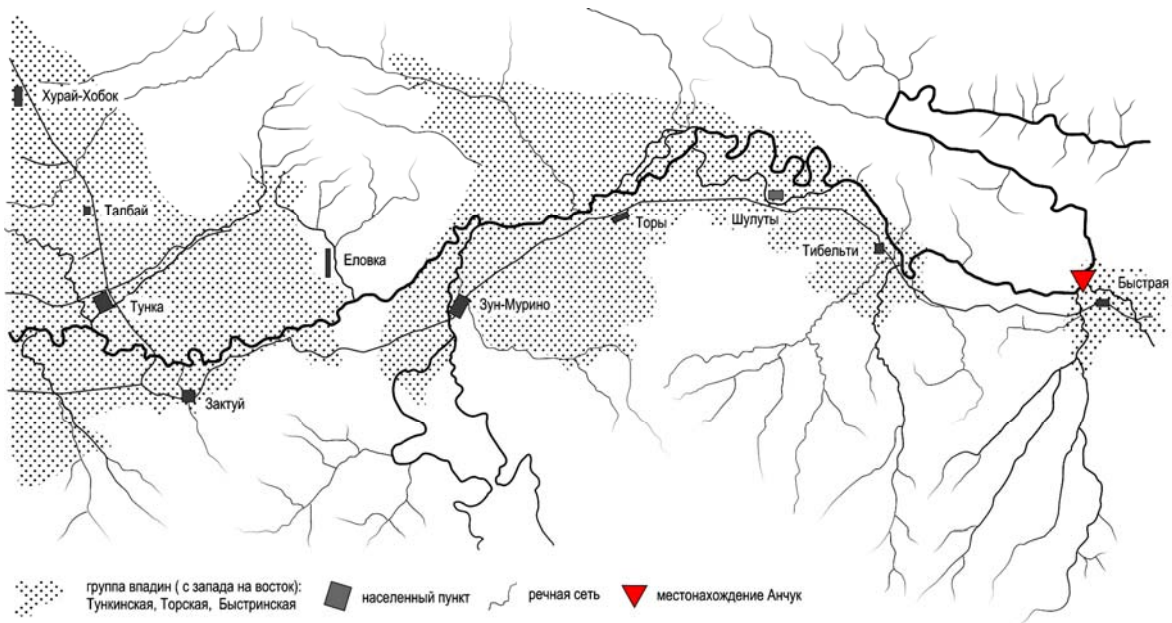 Хурай-Хобок
Талбай
Еловка
Тунка
Зактуй
Зун-Мурино
Торы
Шулуты
Тибельти
Быстрая
группа впадин ( с запада на восток):
Тункинская, Торская, Быстринская
населенный пункт
речная сеть
местонахождение Анчук